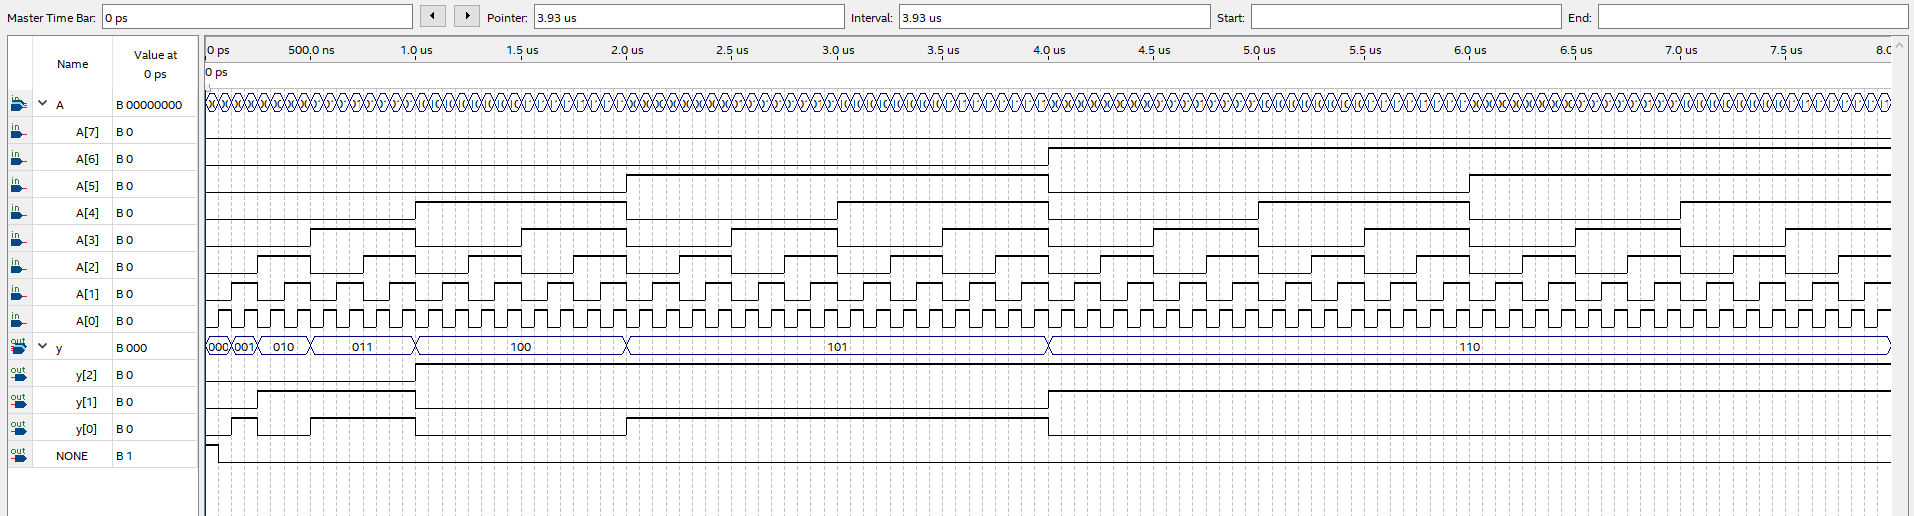 Master Time Bar: 0 ps Pointer: 3.93 us Interval: 3.93 us Start: End:
Name Value at 0 ps
0 ps 500.0 ns 1.0 us 1.5 us 2.0 us 2.5 us 3.0 us 3.5 us 4.0 us 4.5 us 5.0 us 5.5 us 6.0 us 6.5 us 7.0 us 7.5 us 8.0
0 ps
in A B 00000000
in A[7] B 0
in A[6] B 0
in A[5] B 0
in A[4] B 0
in A[3] B 0
in A[2] B 0
in A[1] B 0
in A[0] B 0
out y B 000 000 001 010 011 100 101 110
out y[2] B 0
out y[1] B 0
out y[0] B 0
out NONE B 1